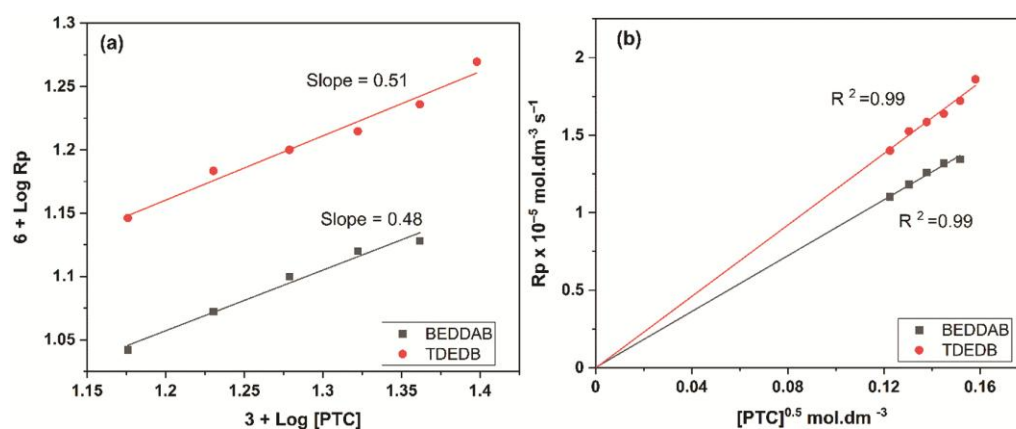 (a)
1.3
1.25
1.2
1.15
1.1
1.05
6 + Log Rp
Slope = 0.51
Slope = 0.48
BEDDAB
TDEDB
1.15 1.2 1.25 1.3 1.35 1.4
3 + Log [PTC]
(b)
2
1.5
1
0.5
0
Rp x 10⁻⁵ mol.dm⁻³ s⁻¹
R ²=0.99
R ²=0.99
BEDDAB
TDEDB
0 0.04 0.08 0.12 0.16
[PTC]⁰·⁵ mol.dm ⁻³